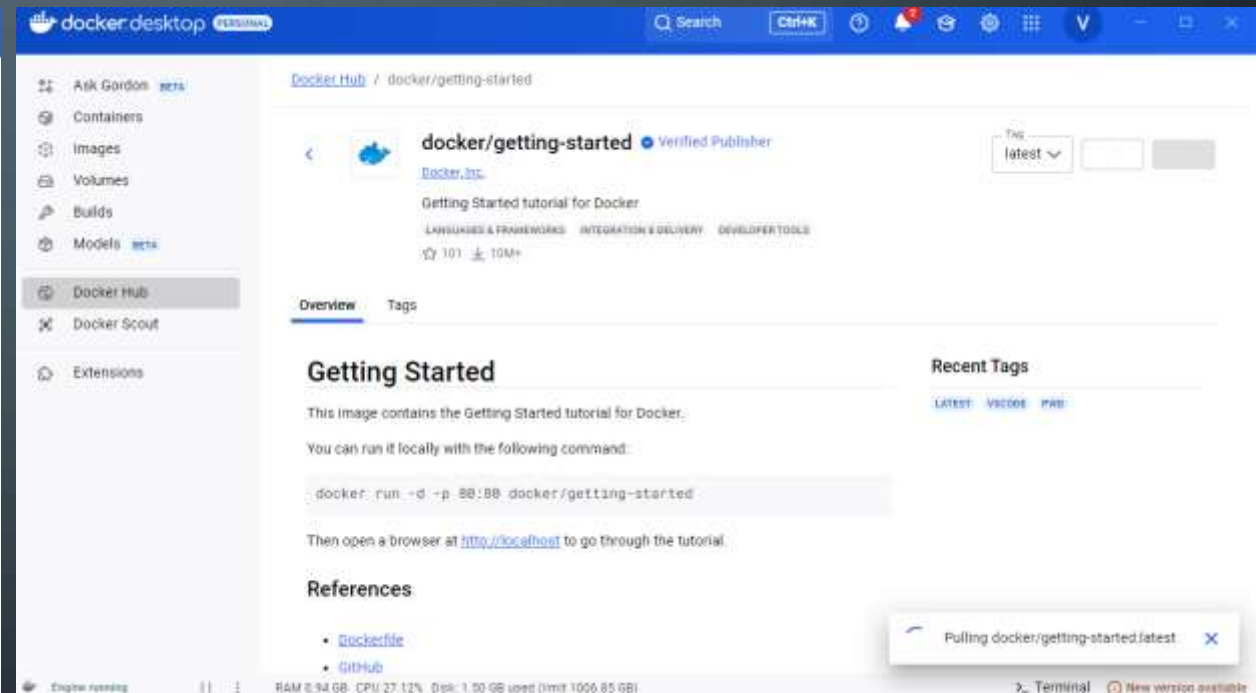 docker.desktop PERSONAL
Search Ctrl+K
V
Ask Gordon BETA
Containers
Images
Volumes
Builds
Models BETA
Docker Hub
Docker Scout
Extensions
Docker Hub / docker/getting-started
docker/getting-started Verified Publisher
Docker, Inc.
Getting Started tutorial for Docker
LANGUAGES & FRAMEWORKS INTEGRATION & DELIVERY DEVELOPER TOOLS
101 10M+
Tag
latest
Overview Tags
Getting Started
This image contains the Getting Started tutorial for Docker.
You can run it locally with the following command:
docker run -d -p 80:80 docker/getting-started
Then open a browser at http://localhost to go through the tutorial.
References
Dockerfile
GitHub
Recent Tags
LATEST VSCODE PWD
Pulling docker/getting-started:latest
Engine running
RAM 0.94 GB CPU 27.12% Disk: 1.50 GB used (limit 1006.85 GB)
Terminal New version available